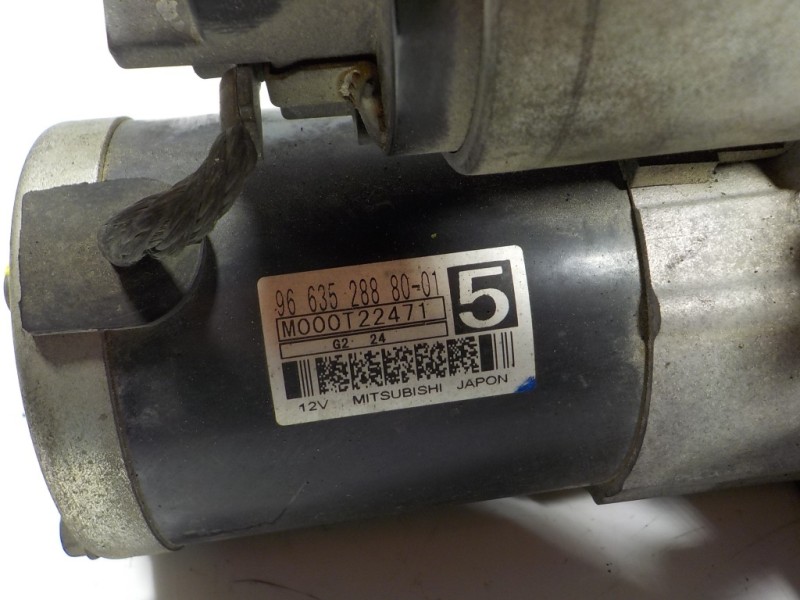 96 635 288 80-01
5
M000T22471
G2 24
12V MITSUBISHI JAPON